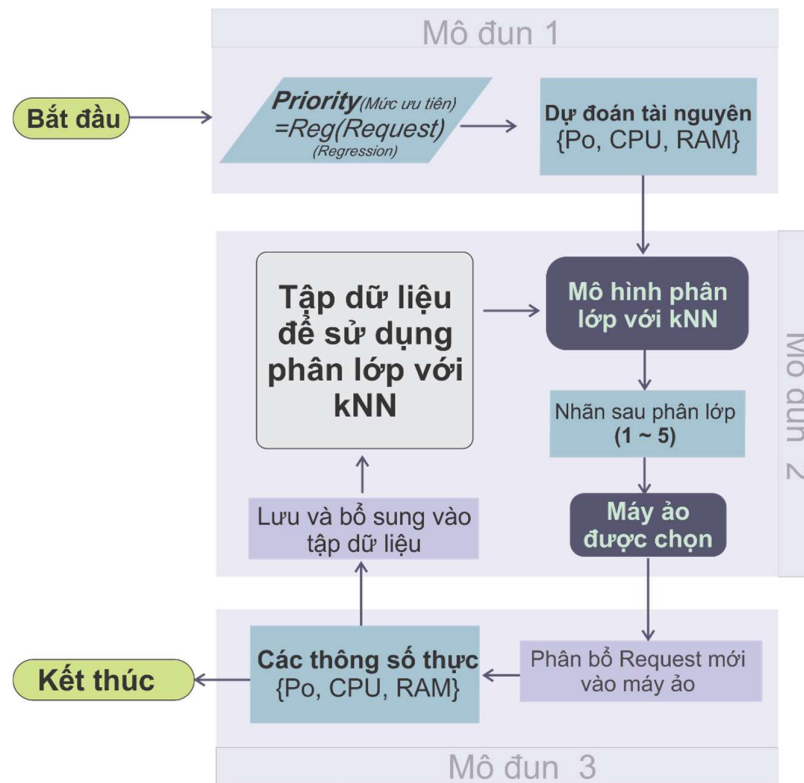 Mô đun 1
Bắt đầu
Priority(Mức ưu tiên)
=Reg(Request)
(Regression)
Dự đoán tài nguyên
{Po, CPU, RAM}
Tập dữ liệu
để sử dụng
phân lớp với
kNN
Mô hình phân
lớp với kNN
Nhãn sau phân lớp
(1 ~ 5)
Máy ảo
được chọn
Lưu và bổ sung vào
tập dữ liệu
Mô đun 2
Kết thúc
Các thông số thực
{Po, CPU, RAM}
Phân bổ Request mới
vào máy ảo
Mô đun 3